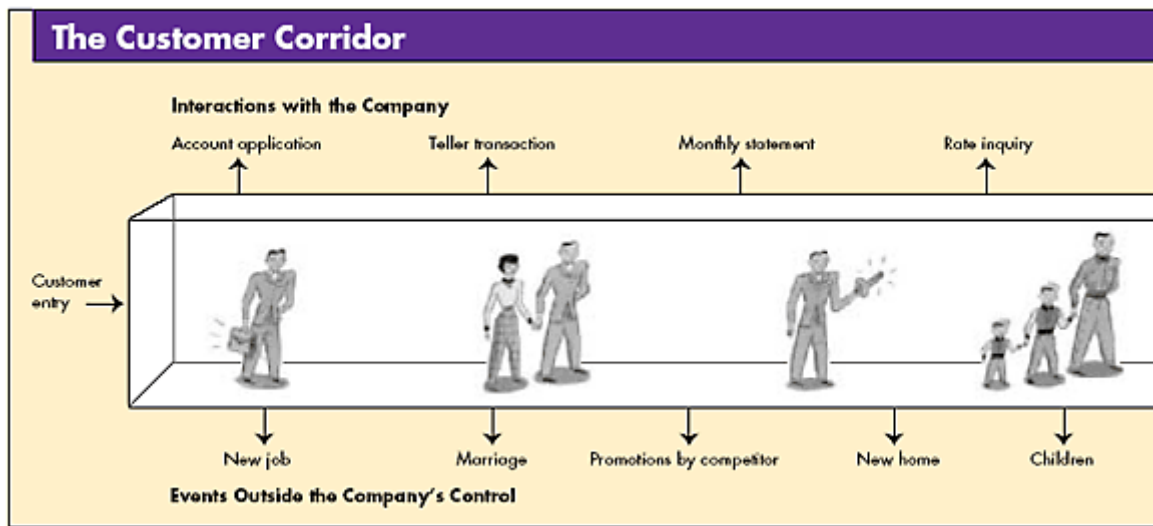 The Customer Corridor
Interactions with the Company
Account application
Teller transaction
Monthly statement
Rate inquiry
Customer
entry
New job
Marriage
Promotions by competitor
New home
Children
Events Outside the Company's Control